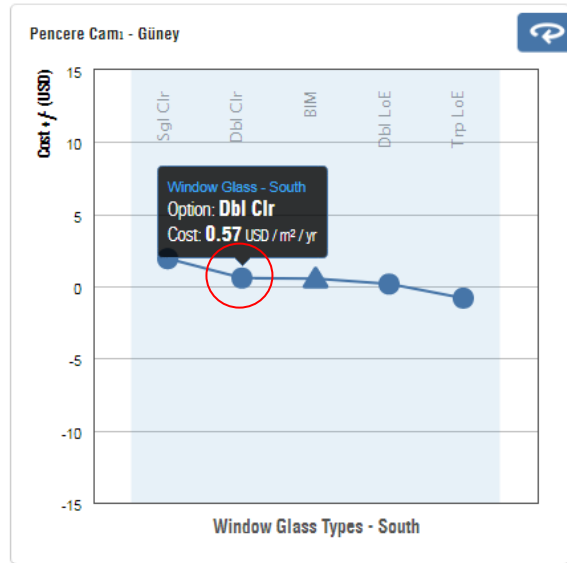 Pencere Camı - Güney
Cost +/- (USD)
15
10
5
0
-5
-10
-15
Sgl Clr
Dbl Clr
BIM
Dbl LoE
Trp LoE
Window Glass - South
Option: Dbl Clr
Cost: 0.57 USD / m² / yr
Window Glass Types - South